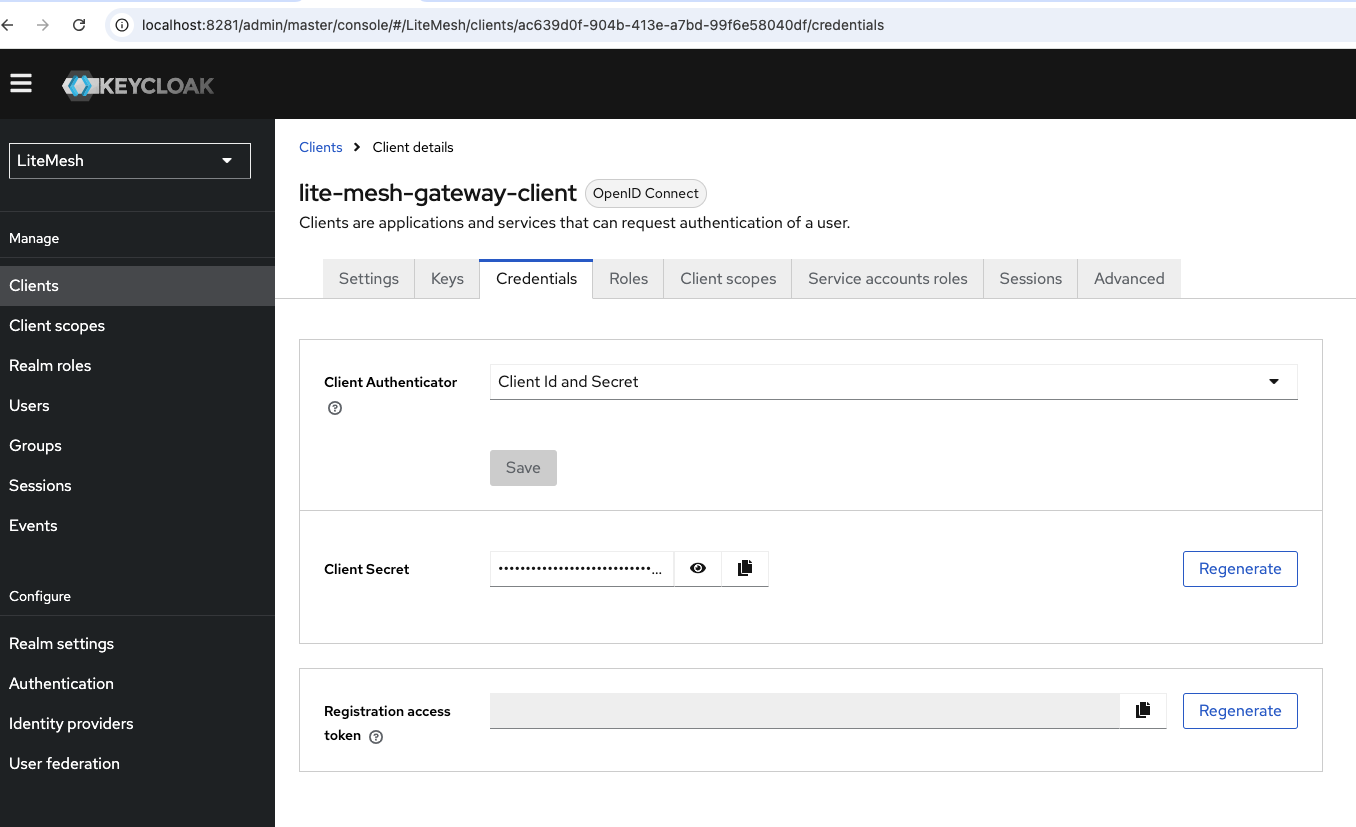 localhost:8281/admin/master/console/#/LiteMesh/clients/ac639d0f-904b-413e-a7bd-99f6e58040df/credentials
KEYCLOAK
LiteMesh
Manage
Clients
Client scopes
Realm roles
Users
Groups
Sessions
Events
Configure
Realm settings
Authentication
Identity providers
User federation
Clients Client details
lite-mesh-gateway-client OpenID Connect
Clients are applications and services that can request authentication of a user.
Settings Keys Credentials Roles Client scopes Service accounts roles Sessions Advanced
Client Authenticator Client Id and Secret
Save
Client Secret Regenerate
Registration access Regenerate
token